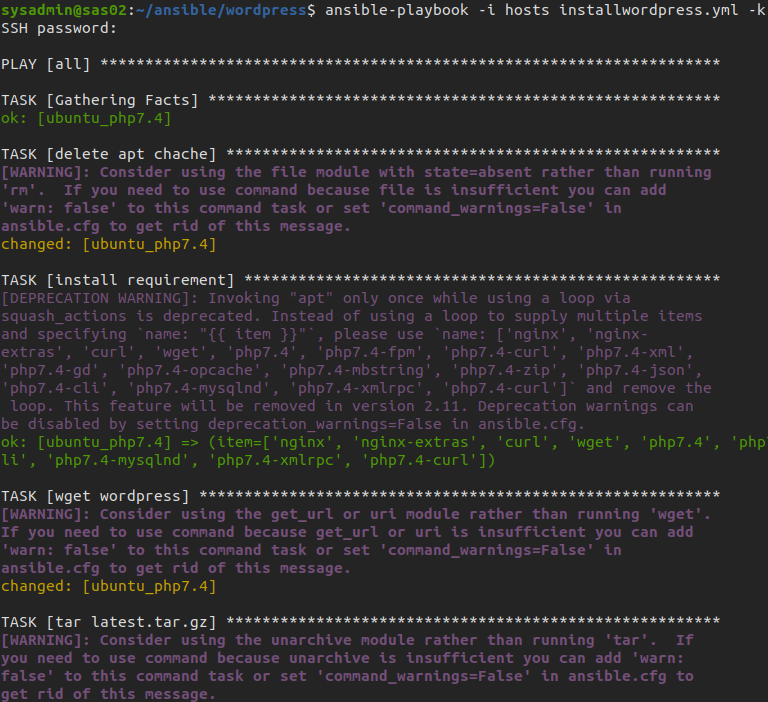 sysadmin@sas02:~/ansible/wordpress$ ansible-playbook -i hosts installwordpress.yml -k
SSH password:
PLAY [all] *********************************************************************
TASK [Gathering Facts] *********************************************************
ok: [ubuntu_php7.4]
TASK [delete apt chache] *******************************************************
[WARNING]: Consider using the file module with state=absent rather than running
'rm'.  If you need to use command because file is insufficient you can add
'warn: false' to this command task or set 'command_warnings=False' in
ansible.cfg to get rid of this message.
changed: [ubuntu_php7.4]
TASK [install requirement] *****************************************************
[DEPRECATION WARNING]: Invoking "apt" only once while using a loop via
squash_actions is deprecated. Instead of using a loop to supply multiple items
and specifying `name: "{{ item }}"`, please use `name: ['nginx', 'nginx-
extras', 'curl', 'wget', 'php7.4', 'php7.4-fpm', 'php7.4-curl', 'php7.4-xml',
'php7.4-gd', 'php7.4-opcache', 'php7.4-mbstring', 'php7.4-zip', 'php7.4-json',
'php7.4-cli', 'php7.4-mysqlnd', 'php7.4-xmlrpc', 'php7.4-curl']` and remove the
 loop. This feature will be removed in version 2.11. Deprecation warnings can
be disabled by setting deprecation_warnings=False in ansible.cfg.
ok: [ubuntu_php7.4] => (item=['nginx', 'nginx-extras', 'curl', 'wget', 'php7.4', 'php
li', 'php7.4-mysqlnd', 'php7.4-xmlrpc', 'php7.4-curl'])
TASK [wget wordpress] **********************************************************
[WARNING]: Consider using the get_url or uri module rather than running 'wget'.
If you need to use command because get_url or uri is insufficient you can add
'warn: false' to this command task or set 'command_warnings=False' in
ansible.cfg to get rid of this message.
changed: [ubuntu_php7.4]
TASK [tar latest.tar.gz] *******************************************************
[WARNING]: Consider using the unarchive module rather than running 'tar'.  If
you need to use command because unarchive is insufficient you can add 'warn:
false' to this command task or set 'command_warnings=False' in ansible.cfg to
get rid of this message.